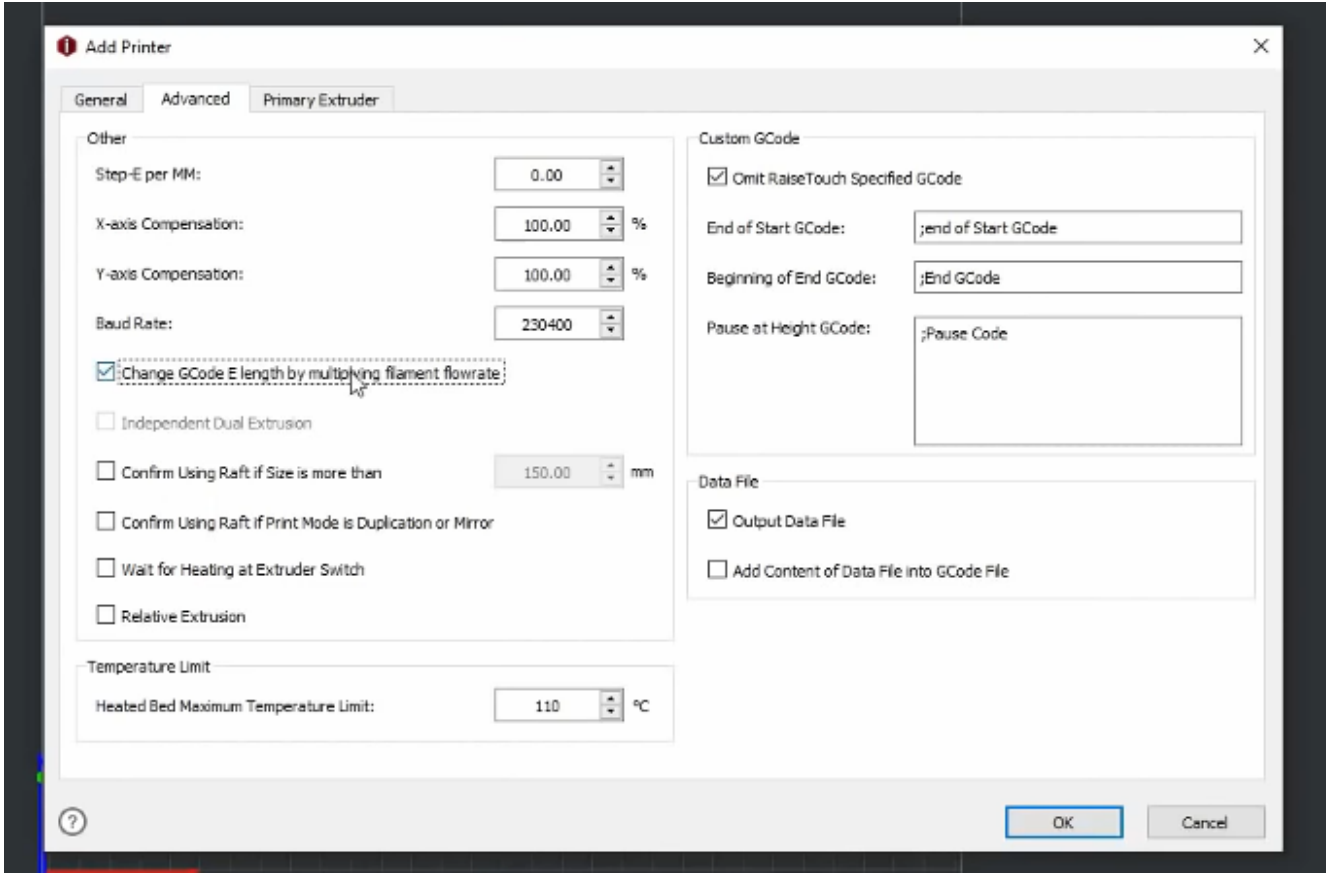 Add Printer
General
Advanced
Primary Extruder
Other
Step-E per MM:
0.00
X-axis Compensation:
100.00
%
Y-axis Compensation:
100.00
%
Baud Rate:
230400
Change GCode E length by multiplying filament flowrate
Independent Dual Extrusion
Confirm Using Raft if Size is more than
150.00
mm
Confirm Using Raft if Print Mode is Duplication or Mirror
Wait for Heating at Extruder Switch
Relative Extrusion
Temperature Limit
Heated Bed Maximum Temperature Limit:
110
°C
Custom GCode
Omit RaiseTouch Specified GCode
End of Start GCode:
;end of Start GCode
Beginning of End GCode:
;End GCode
Pause at Height GCode:
;Pause Code
Data File
Output Data File
Add Content of Data File into GCode File
?
OK
Cancel